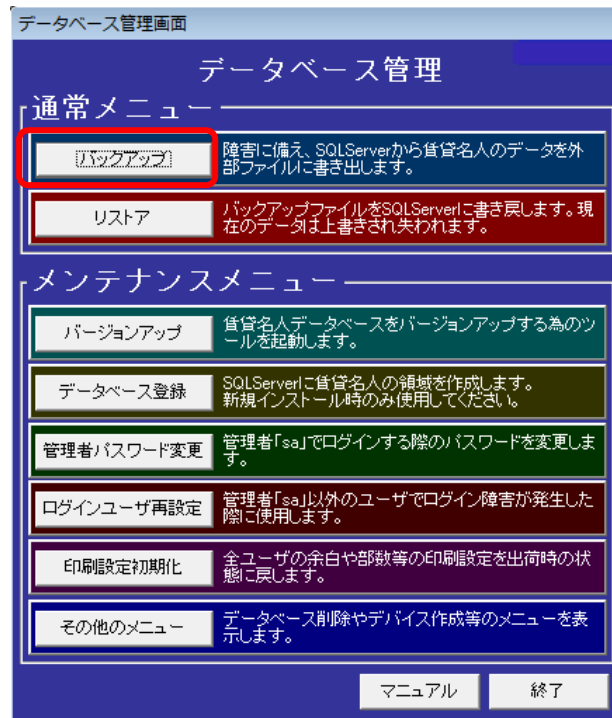 データベース管理画面
データベース管理
通常メニュー
バックアップ
障害に備え、SQLServerから賃貸名人のデータを外
部ファイルに書き出します。
リストア
バックアップファイルをSQLServerに書き戻します。現
在のデータは上書きされ失われます。
メンテナンスメニュー
バージョンアップ
賃貸名人データベースをバージョンアップする為のツ
ールを起動します。
データベース登録
SQLServerに賃貸名人の領域を作成します。
新規インストール時のみ使用してください。
管理者パスワード変更
管理者「sa」でログインする際のパスワードを変更しま
す。
ログインユーザ再設定
管理者「sa」以外のユーザでログイン障害が発生した
際に使用します。
印刷設定初期化
全ユーザの余白や部数等の印刷設定を出荷時の状
態に戻します。
その他のメニュー
データベース削除やデバイス作成等のメニューを表
示します。
マニュアル
終了